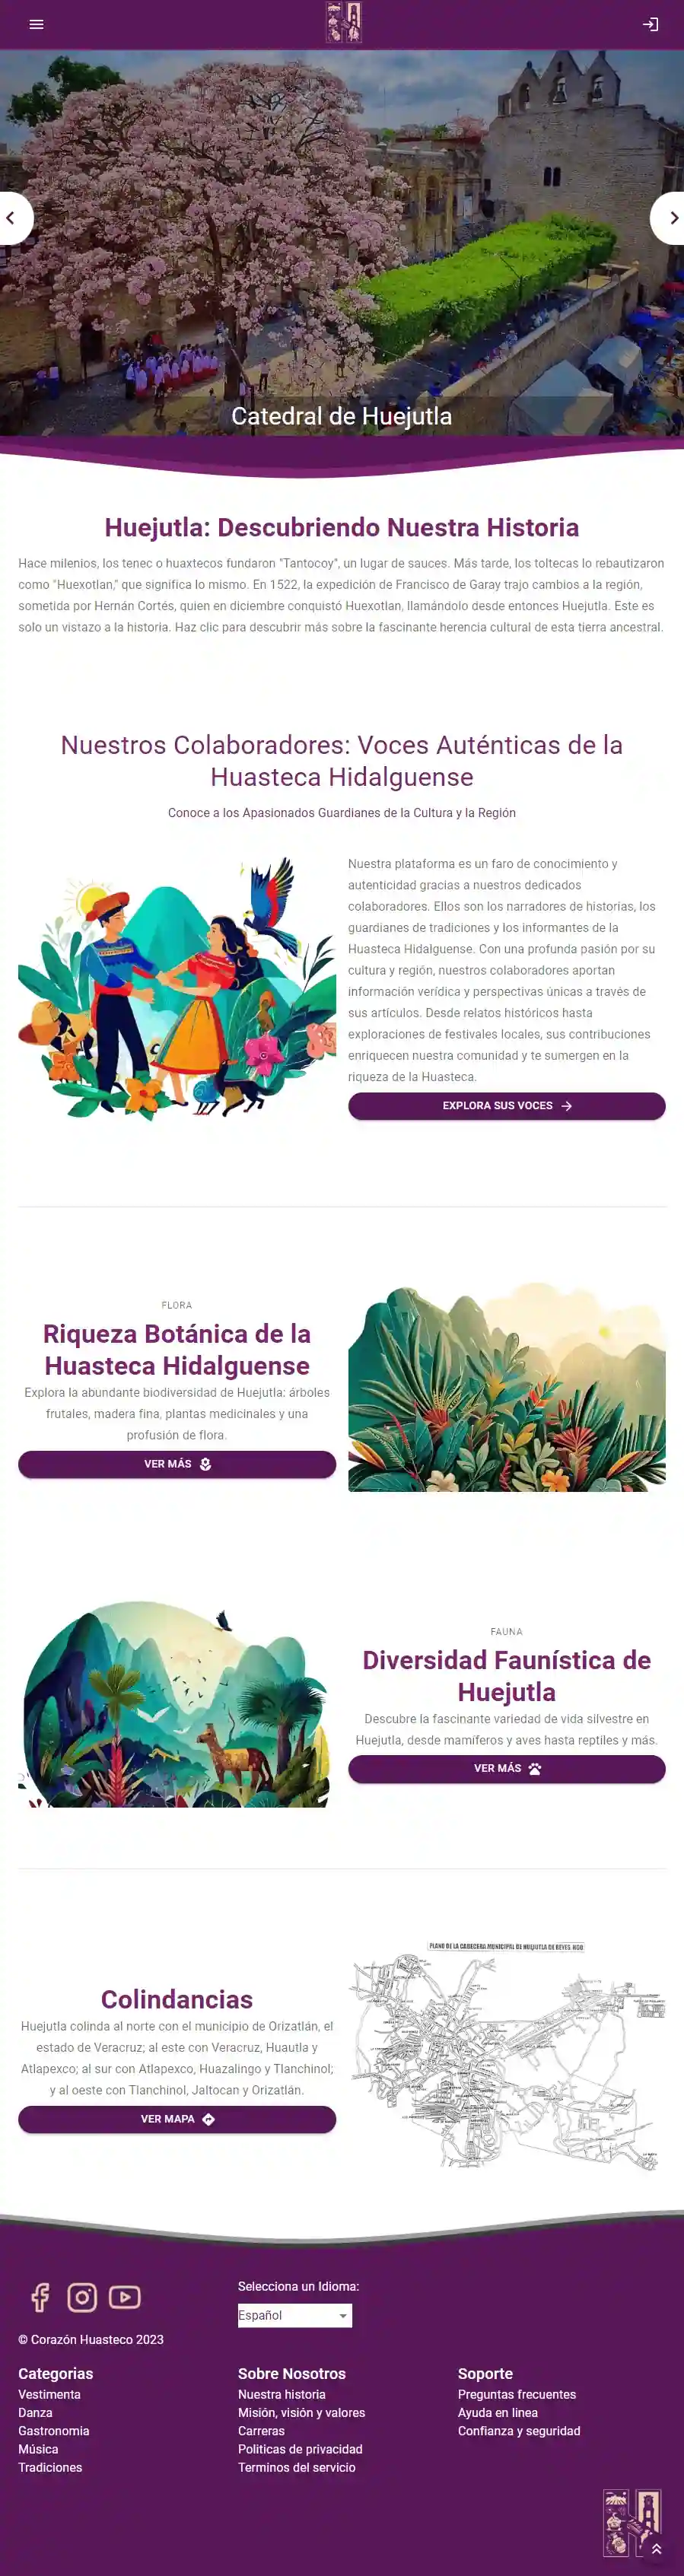 Catedral de Huejutla
Huejutla: Descubriendo Nuestra Historia
Hace milenios, los tenec o huaxtecos fundaron "Tantocoy", un lugar de sauces. Más tarde, los toltecas lo rebautizaron
como "Huexotlan," que significa lo mismo. En 1522, la expedición de Francisco de Garay trajo cambios a la región,
sometida por Hernán Cortés, quien en diciembre conquistó Huexotlan, llamándolo desde entonces Huejutla. Este es
solo un vistazo a la historia. Haz clic para descubrir más sobre la fascinante herencia cultural de esta tierra ancestral.
Nuestros Colaboradores: Voces Auténticas de la
Huasteca Hidalguense
Conoce a los Apasionados Guardianes de la Cultura y la Región
Nuestra plataforma es un faro de conocimiento y
autenticidad gracias a nuestros dedicados
colaboradores. Ellos son los narradores de historias, los
guardianes de tradiciones y los informantes de la
Huasteca Hidalguense. Con una profunda pasión por su
cultura y región, nuestros colaboradores aportan
información verídica y perspectivas únicas a través de
sus artículos. Desde relatos históricos hasta
exploraciones de festivales locales, sus contribuciones
enriquecen nuestra comunidad y te sumergen en la
riqueza de la Huasteca.
EXPLORA SUS VOCES
FLORA
Riqueza Botánica de la
Huasteca Hidalguense
Explora la abundante biodiversidad de Huejutla: árboles
frutales, madera fina, plantas medicinales y una
profusión de flora.
VER MÁS
FAUNA
Diversidad Faunística de
Huejutla
Descubre la fascinante variedad de vida silvestre en
Huejutla, desde mamíferos y aves hasta reptiles y más.
VER MÁS
PLANO DE LA CABECERA MUNICIPAL DE HUEJUTLA DE REYES HGO
Colindancias
Huejutla colinda al norte con el municipio de Orizatlán, el
estado de Veracruz; al este con Veracruz, Huautla y
Atlapexco; al sur con Atlapexco, Huazalingo y Tlanchinol;
y al oeste con Tlanchinol, Jaltocan y Orizatlán.
VER MAPA
Selecciona un Idioma:
Español
© Corazón Huasteco 2023
Categorias
Vestimenta
Danza
Gastronomia
Música
Tradiciones
Sobre Nosotros
Nuestra historia
Misión, visión y valores
Carreras
Politicas de privacidad
Terminos del servicio
Soporte
Preguntas frecuentes
Ayuda en linea
Confianza y seguridad